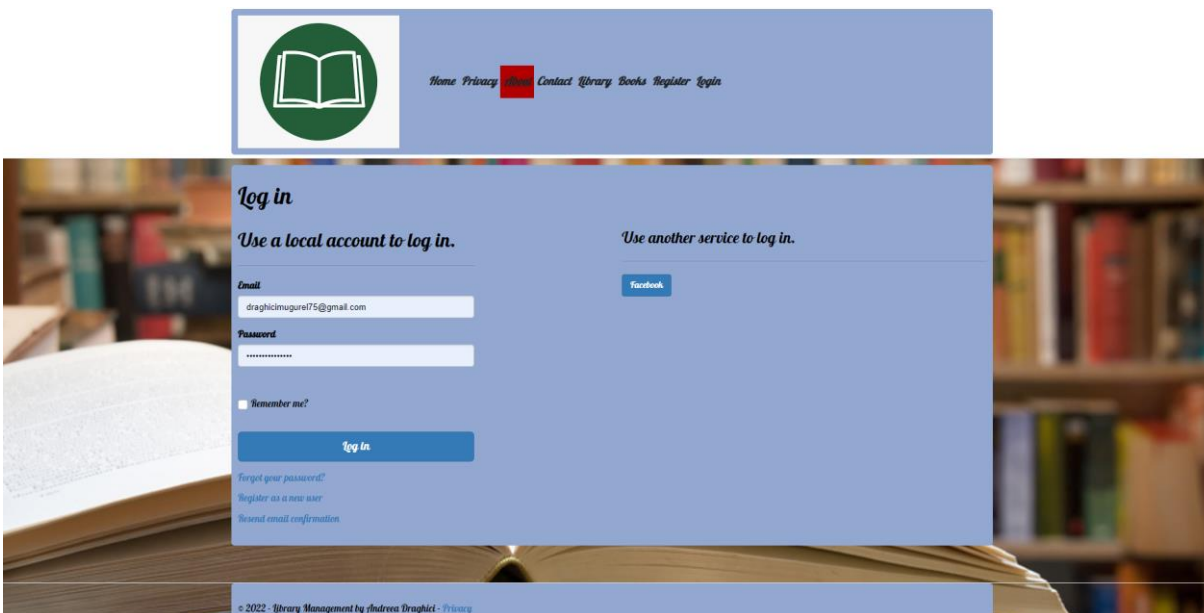 Home Privacy About Contact Library Books Register Login
Log in
Use a local account to log in.
Email
draghicimugurel75@gmail.com
Password
Remember me?
Log in
Forgot your password?
Register as a new user
Resend email confirmation
Use another service to log in.
Facebook
© 2022 - Library Management by Andreea Draghici - Privacy